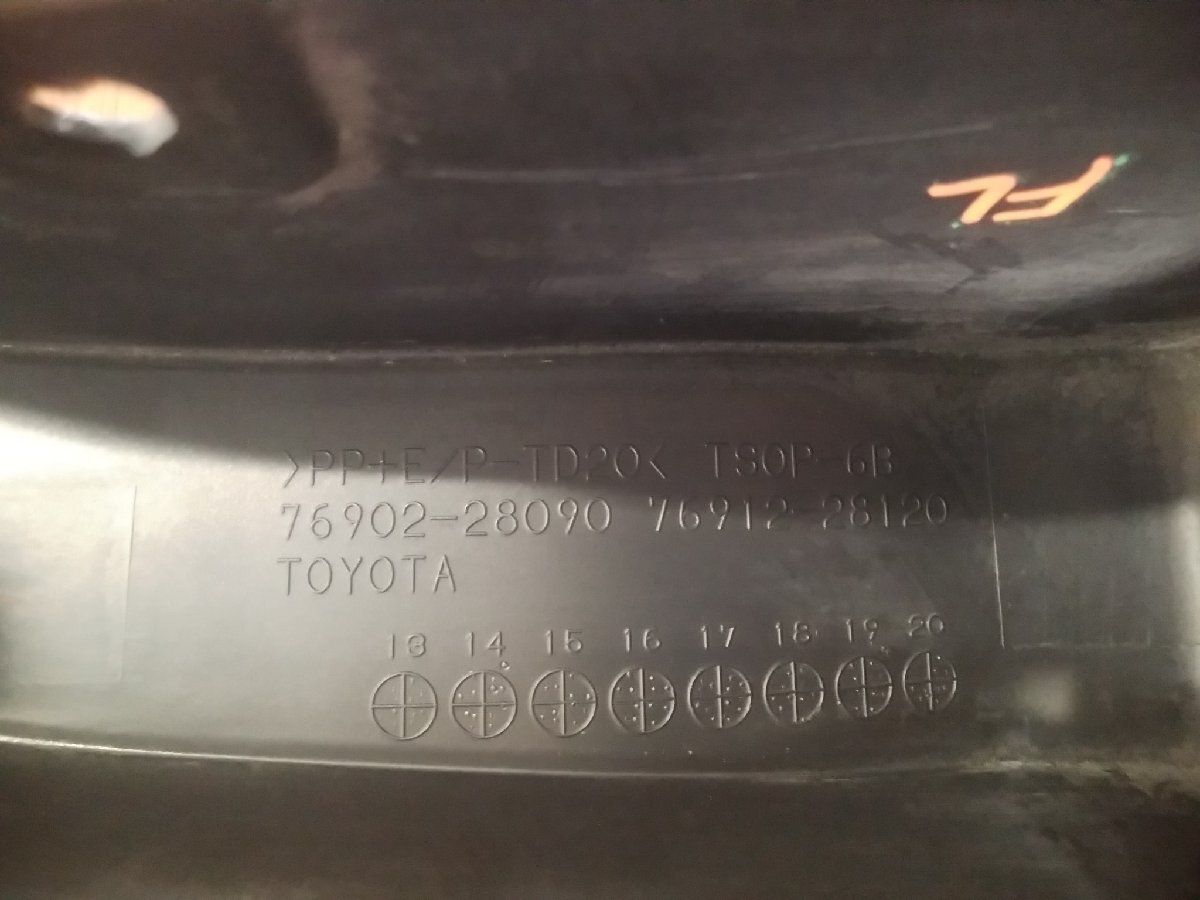 FL
>PP+E/P-TD20< TSOP-6B
76902-28090 76912-28120
TOYOTA
13 14 15 16 17 18 19 20